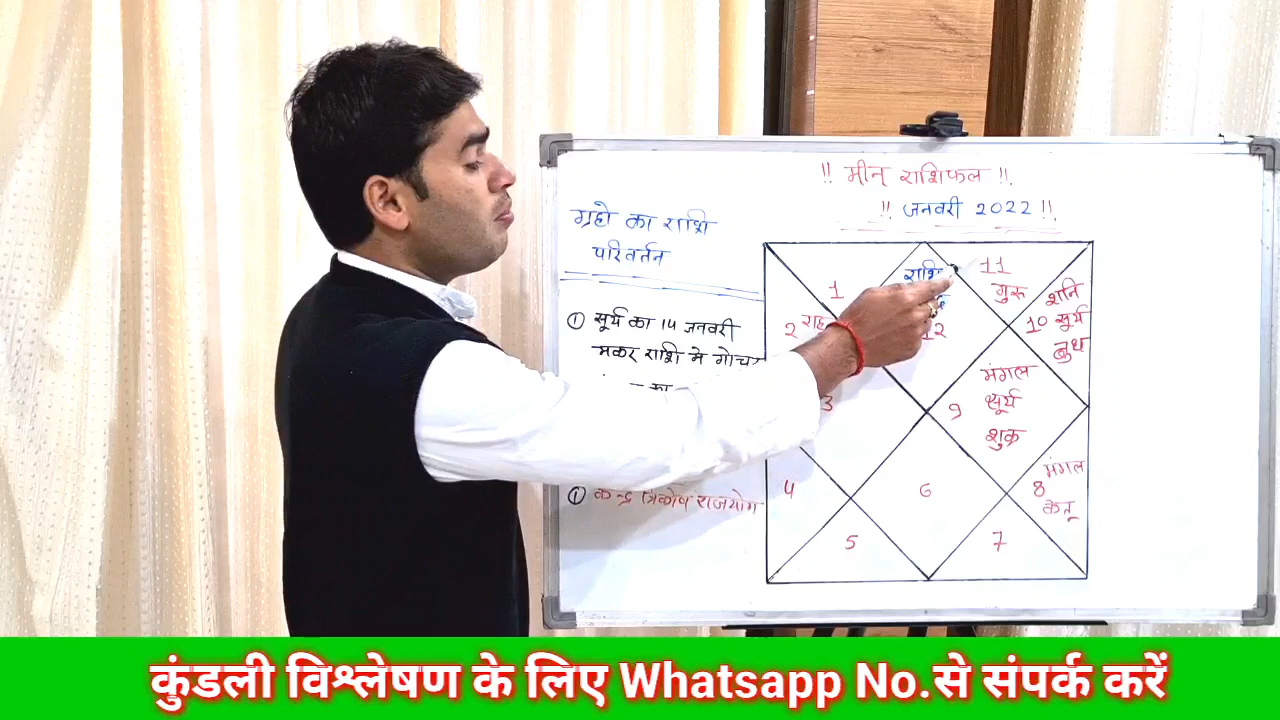 !! मीन राशिफल !!
!! जनवरी 2022 !!
ग्रहो का राशि
परिवर्तन
① सूर्य का 14 जनवरी
मकर राशि मे गोचर
का
① केन्द्र त्रिकोण राजयोग
राशि
12
1
2 राहु
3
4
5
6
7
मंगल
8
केतू
9
मंगल
सूर्य
शुक्र
शनि
10 सूर्य
बुध
11
गुरू
कुंडली विश्लेषण के लिए Whatsapp No.से संपर्क करें